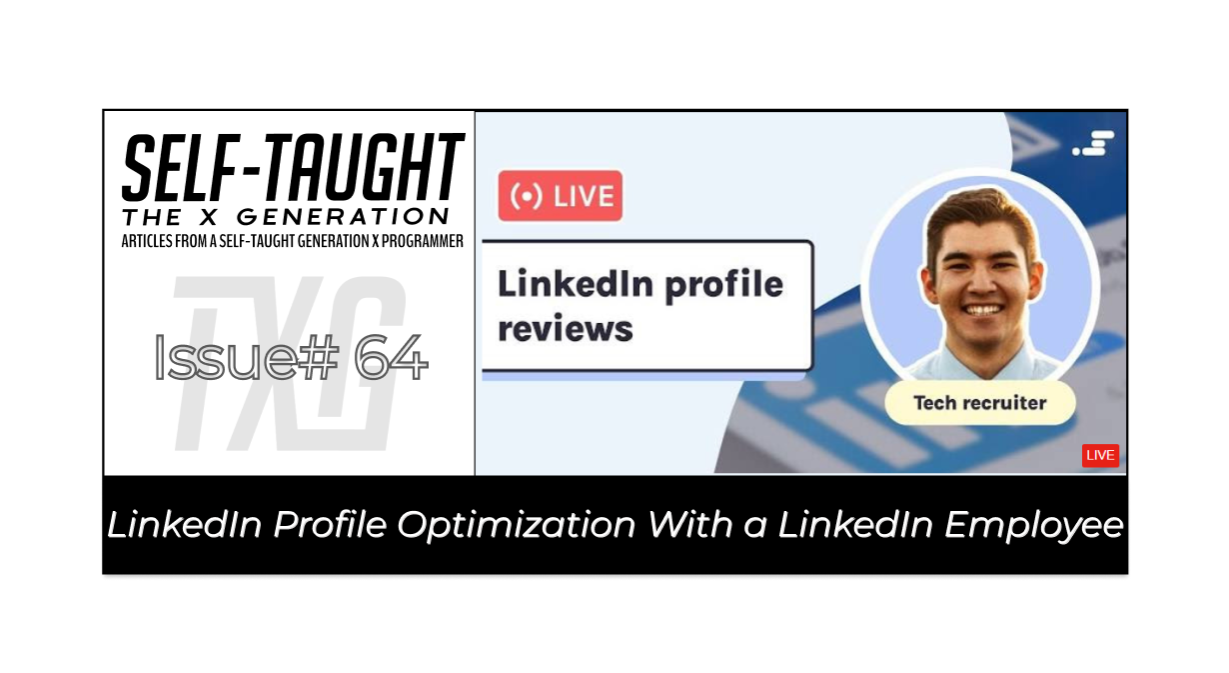 SELF-TAUGHT
THE X GENERATION
ARTICLES FROM A SELF-TAUGHT GENERATION X PROGRAMMER
TXG
Issue# 64
LIVE
LinkedIn profile
reviews
Tech recruiter
LIVE
LinkedIn Profile Optimization With a LinkedIn Employee